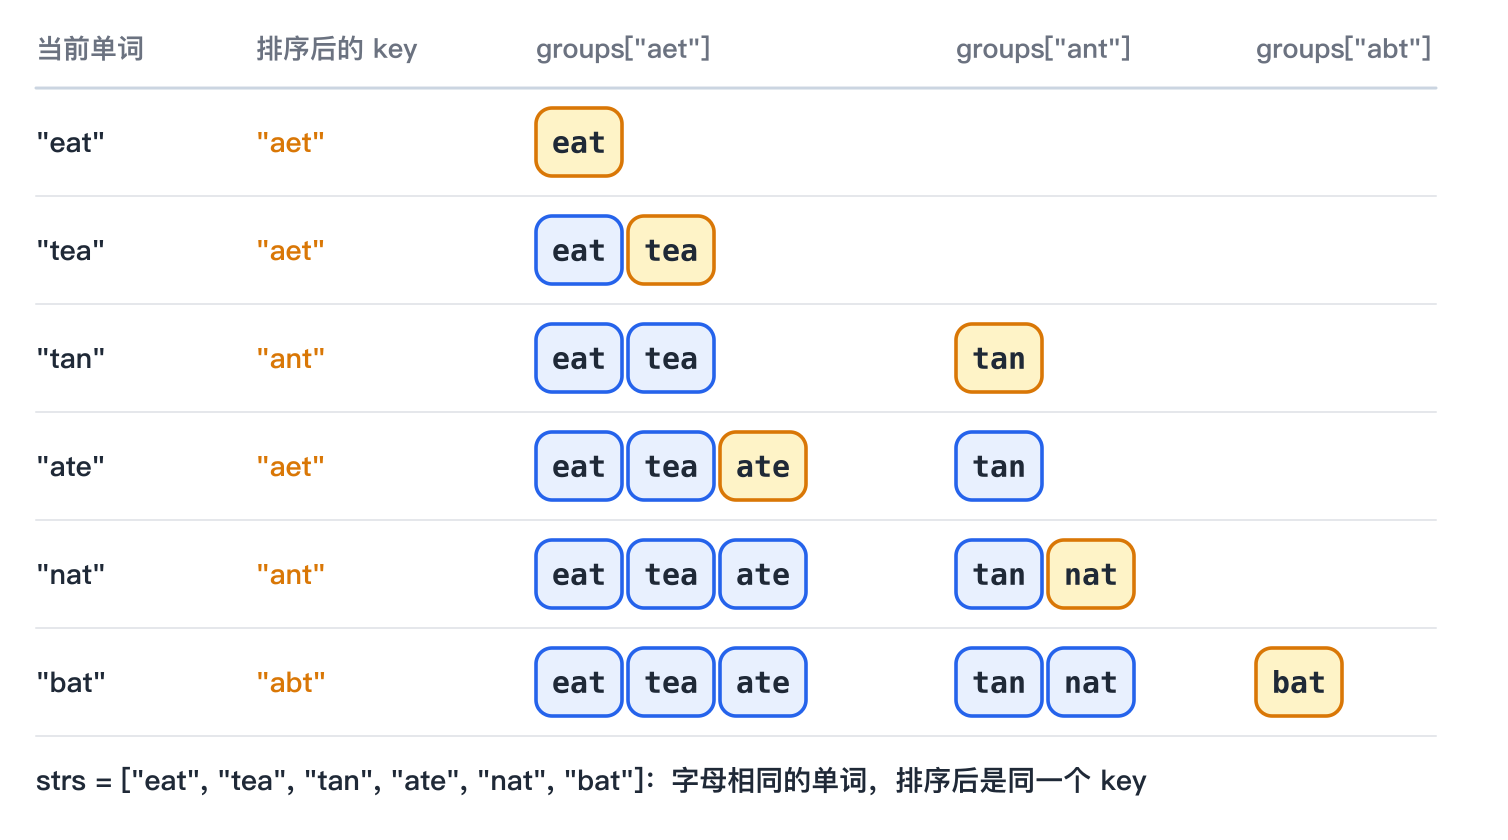 当前单词 排序后的 key groups["aet"] groups["ant"] groups["abt"]
"eat" "aet" eat
"tea" "aet" eat tea
"tan" "ant" eat tea tan
"ate" "aet" eat tea ate tan
"nat" "ant" eat tea ate tan nat
"bat" "abt" eat tea ate tan nat bat
strs = ["eat", "tea", "tan", "ate", "nat", "bat"]：字母相同的单词，排序后是同一个 key